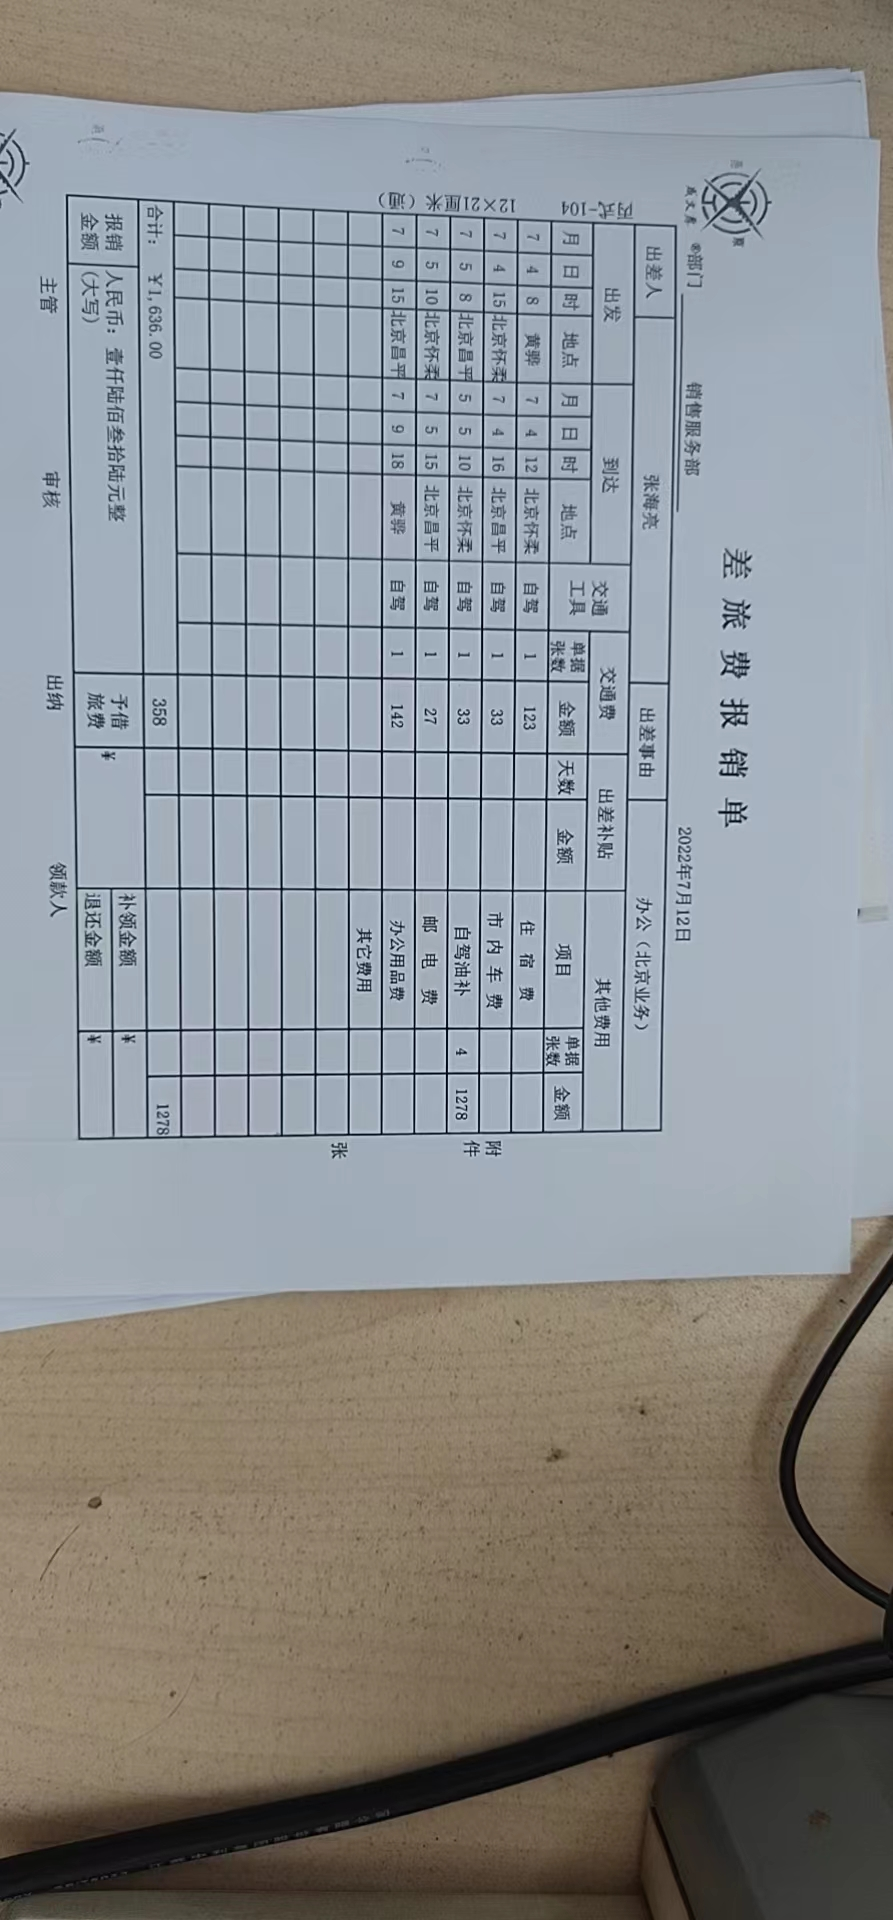 差旅费报销单
部门 销售服务部 2022年7月12日
出差人 张海亮 出差事由 办公（北京业务）
出发 到达 交通工具 交通费 出差补贴 其他费用
月 日 时 地点 月 日 时 地点 单据张数 金额 天数 金额 项目 单据张数 金额
7 4 8 黄骅 7 4 12 北京怀柔 自驾 1 123 住宿费
7 4 15 北京怀柔 7 4 16 北京昌平 自驾 1 33 市内车费
7 5 8 北京昌平 5 5 10 北京怀柔 自驾 1 33 自驾油补 4 1278
7 5 10 北京怀柔 7 5 15 北京昌平 自驾 1 27 邮电费
7 9 15 北京昌平 7 9 18 黄骅 自驾 1 142 办公用品费
其它费用
合计： ¥1,636.00 358 1278
报销金额 人民币：壹仟陆佰叁拾陆元整 予借旅费 ¥ 补领金额 ¥
（大写） 退还金额 ¥
主管 审核 出纳 领款人
丙式-104 12×21厘米（通）
附件 张